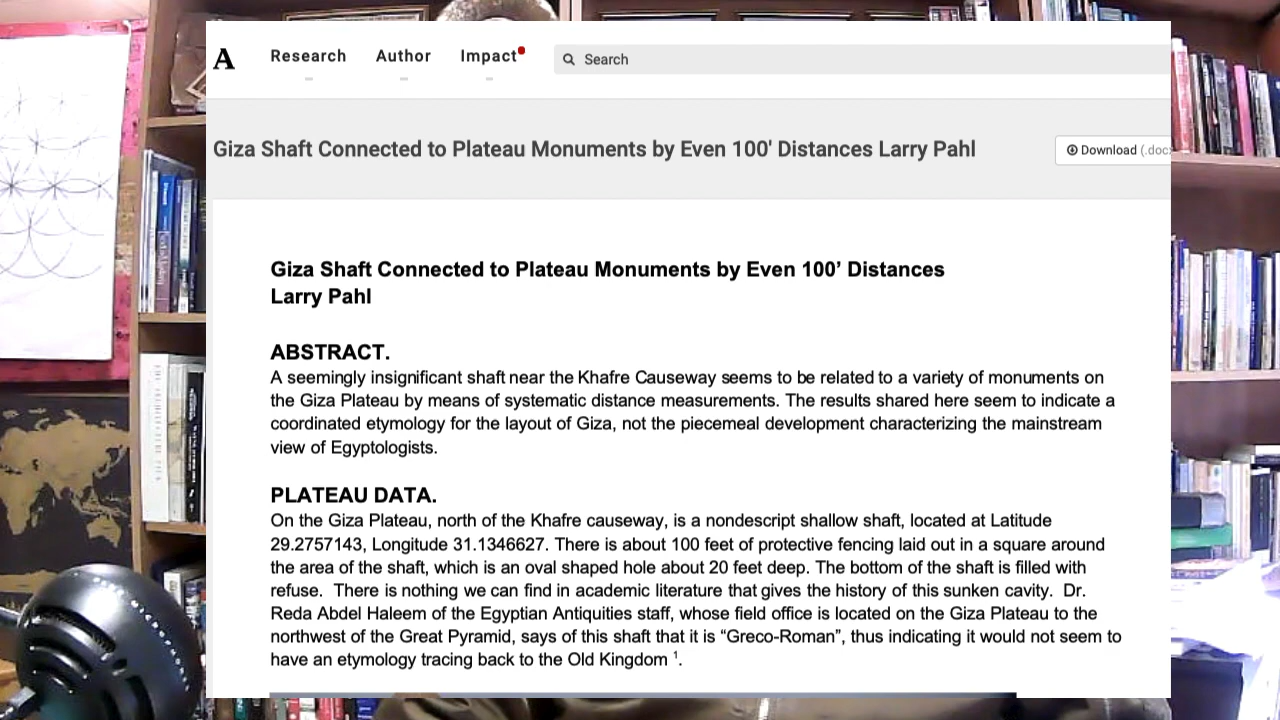 A
Research Author Impact
Search
Giza Shaft Connected to Plateau Monuments by Even 100' Distances Larry Pahl
Download (.docx
Giza Shaft Connected to Plateau Monuments by Even 100’ Distances
Larry Pahl
ABSTRACT.
A seemingly insignificant shaft near the Khafre Causeway seems to be related to a variety of monuments on
the Giza Plateau by means of systematic distance measurements. The results shared here seem to indicate a
coordinated etymology for the layout of Giza, not the piecemeal development characterizing the mainstream
view of Egyptologists.
PLATEAU DATA.
On the Giza Plateau, north of the Khafre causeway, is a nondescript shallow shaft, located at Latitude
29.2757143, Longitude 31.1346627. There is about 100 feet of protective fencing laid out in a square around
the area of the shaft, which is an oval shaped hole about 20 feet deep. The bottom of the shaft is filled with
refuse. There is nothing we can find in academic literature that gives the history of this sunken cavity. Dr.
Reda Abdel Haleem of the Egyptian Antiquities staff, whose field office is located on the Giza Plateau to the
northwest of the Great Pyramid, says of this shaft that it is “Greco-Roman”, thus indicating it would not seem to
have an etymology tracing back to the Old Kingdom ¹.